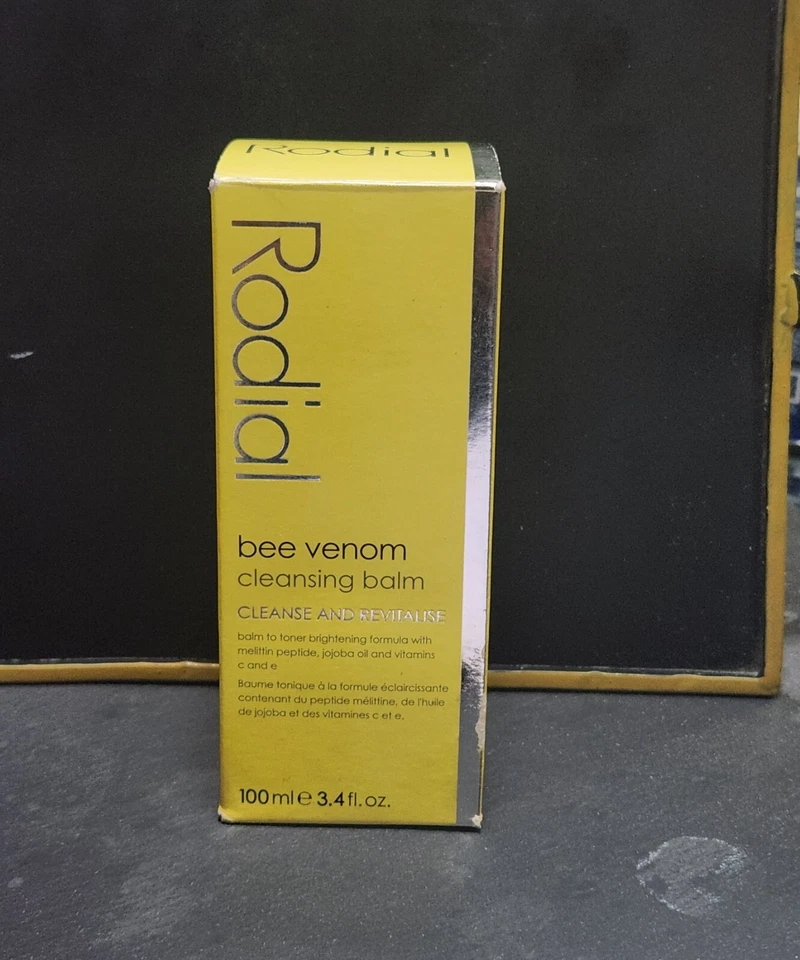 Rodial
Rodial
bee venom
cleansing balm
CLEANSE AND REVITALISE
balm to toner brightening formula with
melittin peptide, jojoba oil and vitamins
c and e
Baume tonique à la formule éclaircissante
contenant du peptide mélittine, de l'huile
de jojoba et des vitamines c et e.
100 ml ℮ 3.4 fl. oz.